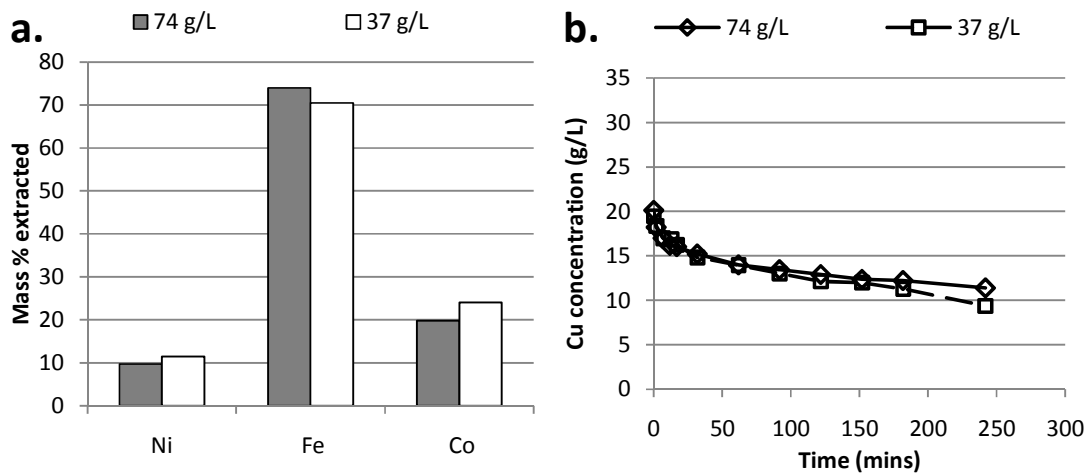 a.
74 g/L 37 g/L
Mass % extracted
80
70
60
50
40
30
20
10
0
Ni Fe Co
b.
74 g/L 37 g/L
Cu concentration (g/L)
35
30
25
20
15
10
5
0
0 50 100 150 200 250 300
Time (mins)